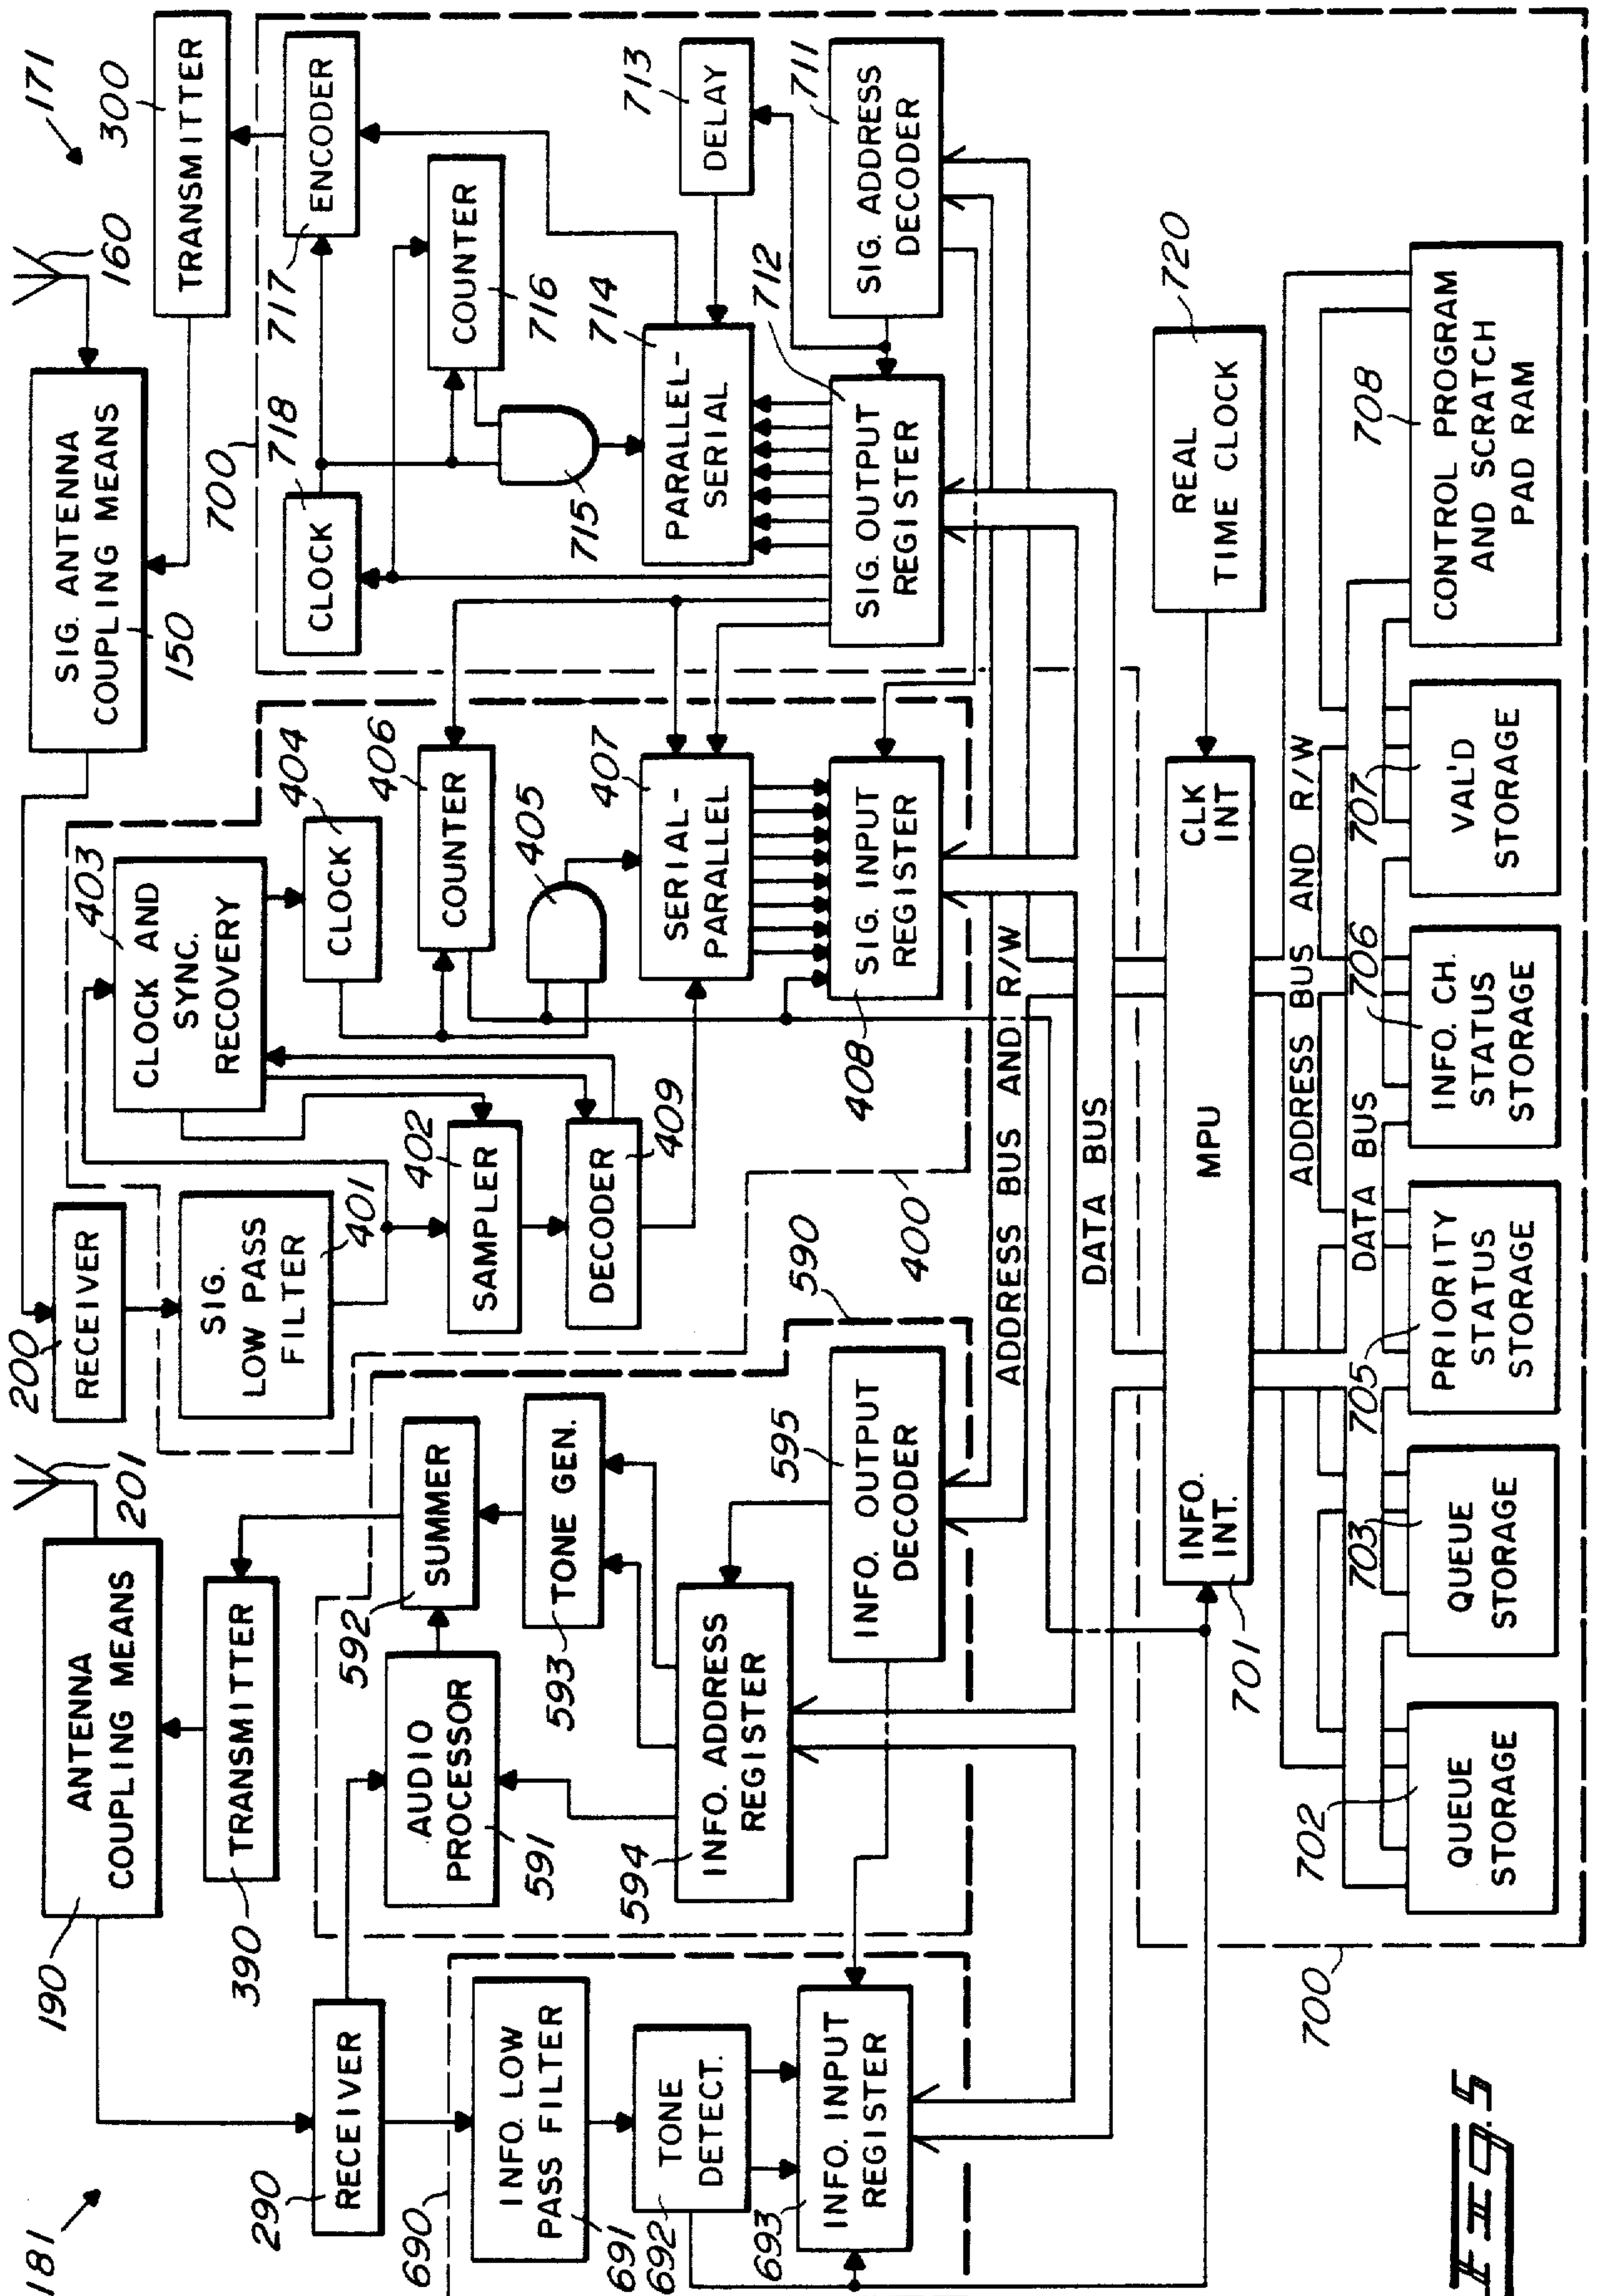 181
190
ANTENNA
COUPLING MEANS
201
200
RECEIVER
SIG. ANTENNA
COUPLING MEANS
150
160
171
300
TRANSMITTER
390
TRANSMITTER
290
RECEIVER
SIG.
LOW PASS
FILTER
401
403
CLOCK AND
SYNC.
RECOVERY
404
CLOCK
700
718
CLOCK
717
ENCODER
690
INFO. LOW
PASS FILTER
691
AUDIO
PROCESSOR
591
592
SUMMER
402
SAMPLER
406
COUNTER
COUNTER
716
593
TONE GEN.
DECODER
409
405
715
692
TONE
DETECT.
594
INFO. ADDRESS
REGISTER
407
SERIAL-
PARALLEL
714
PARALLEL-
SERIAL
713
DELAY
693
INFO. INPUT
REGISTER
595
INFO. OUTPUT
DECODER
590
400
408
SIG. INPUT
REGISTER
712
SIG. OUTPUT
REGISTER
711
SIG. ADDRESS
DECODER
ADDRESS BUS AND R/W
DATA BUS
701
INFO.
INT.
MPU
CLK
INT
REAL
TIME CLOCK
720
ADDRESS BUS AND R/W
DATA BUS
700
702
QUEUE
STORAGE
703
QUEUE
STORAGE
705
PRIORITY
STATUS
STORAGE
706
INFO. CH.
STATUS
STORAGE
707
VAL'D
STORAGE
708
CONTROL PROGRAM
AND SCRATCH
PAD RAM
FIG. 5